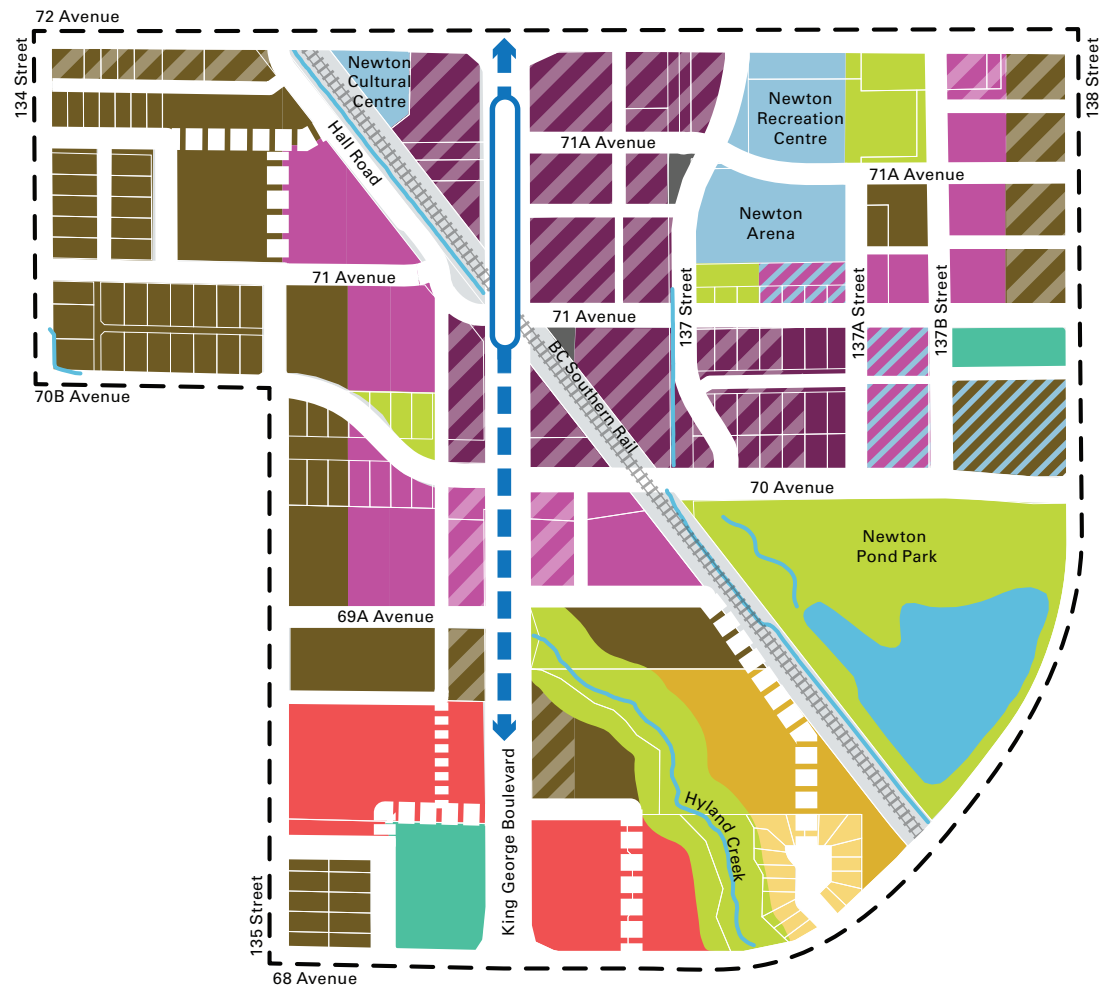 72 Avenue
134 Street
138 Street
Newton
Cultural
Centre
Hall Road
Newton
Recreation
Centre
71A Avenue
71A Avenue
Newton
Arena
71 Avenue
71 Avenue
137 Street
137A Street
137B Street
BC Southern Rail
70B Avenue
70 Avenue
Newton
Pond Park
69A Avenue
King George Boulevard
Hyland
Creek
135 Street
68 Avenue